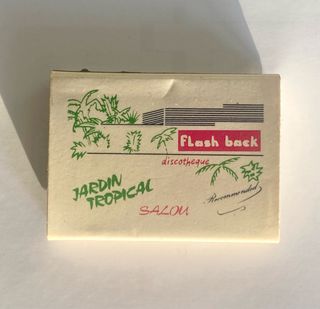 flash back
discotheque
JARDIN
TROPICAL
SALOU
Recommended